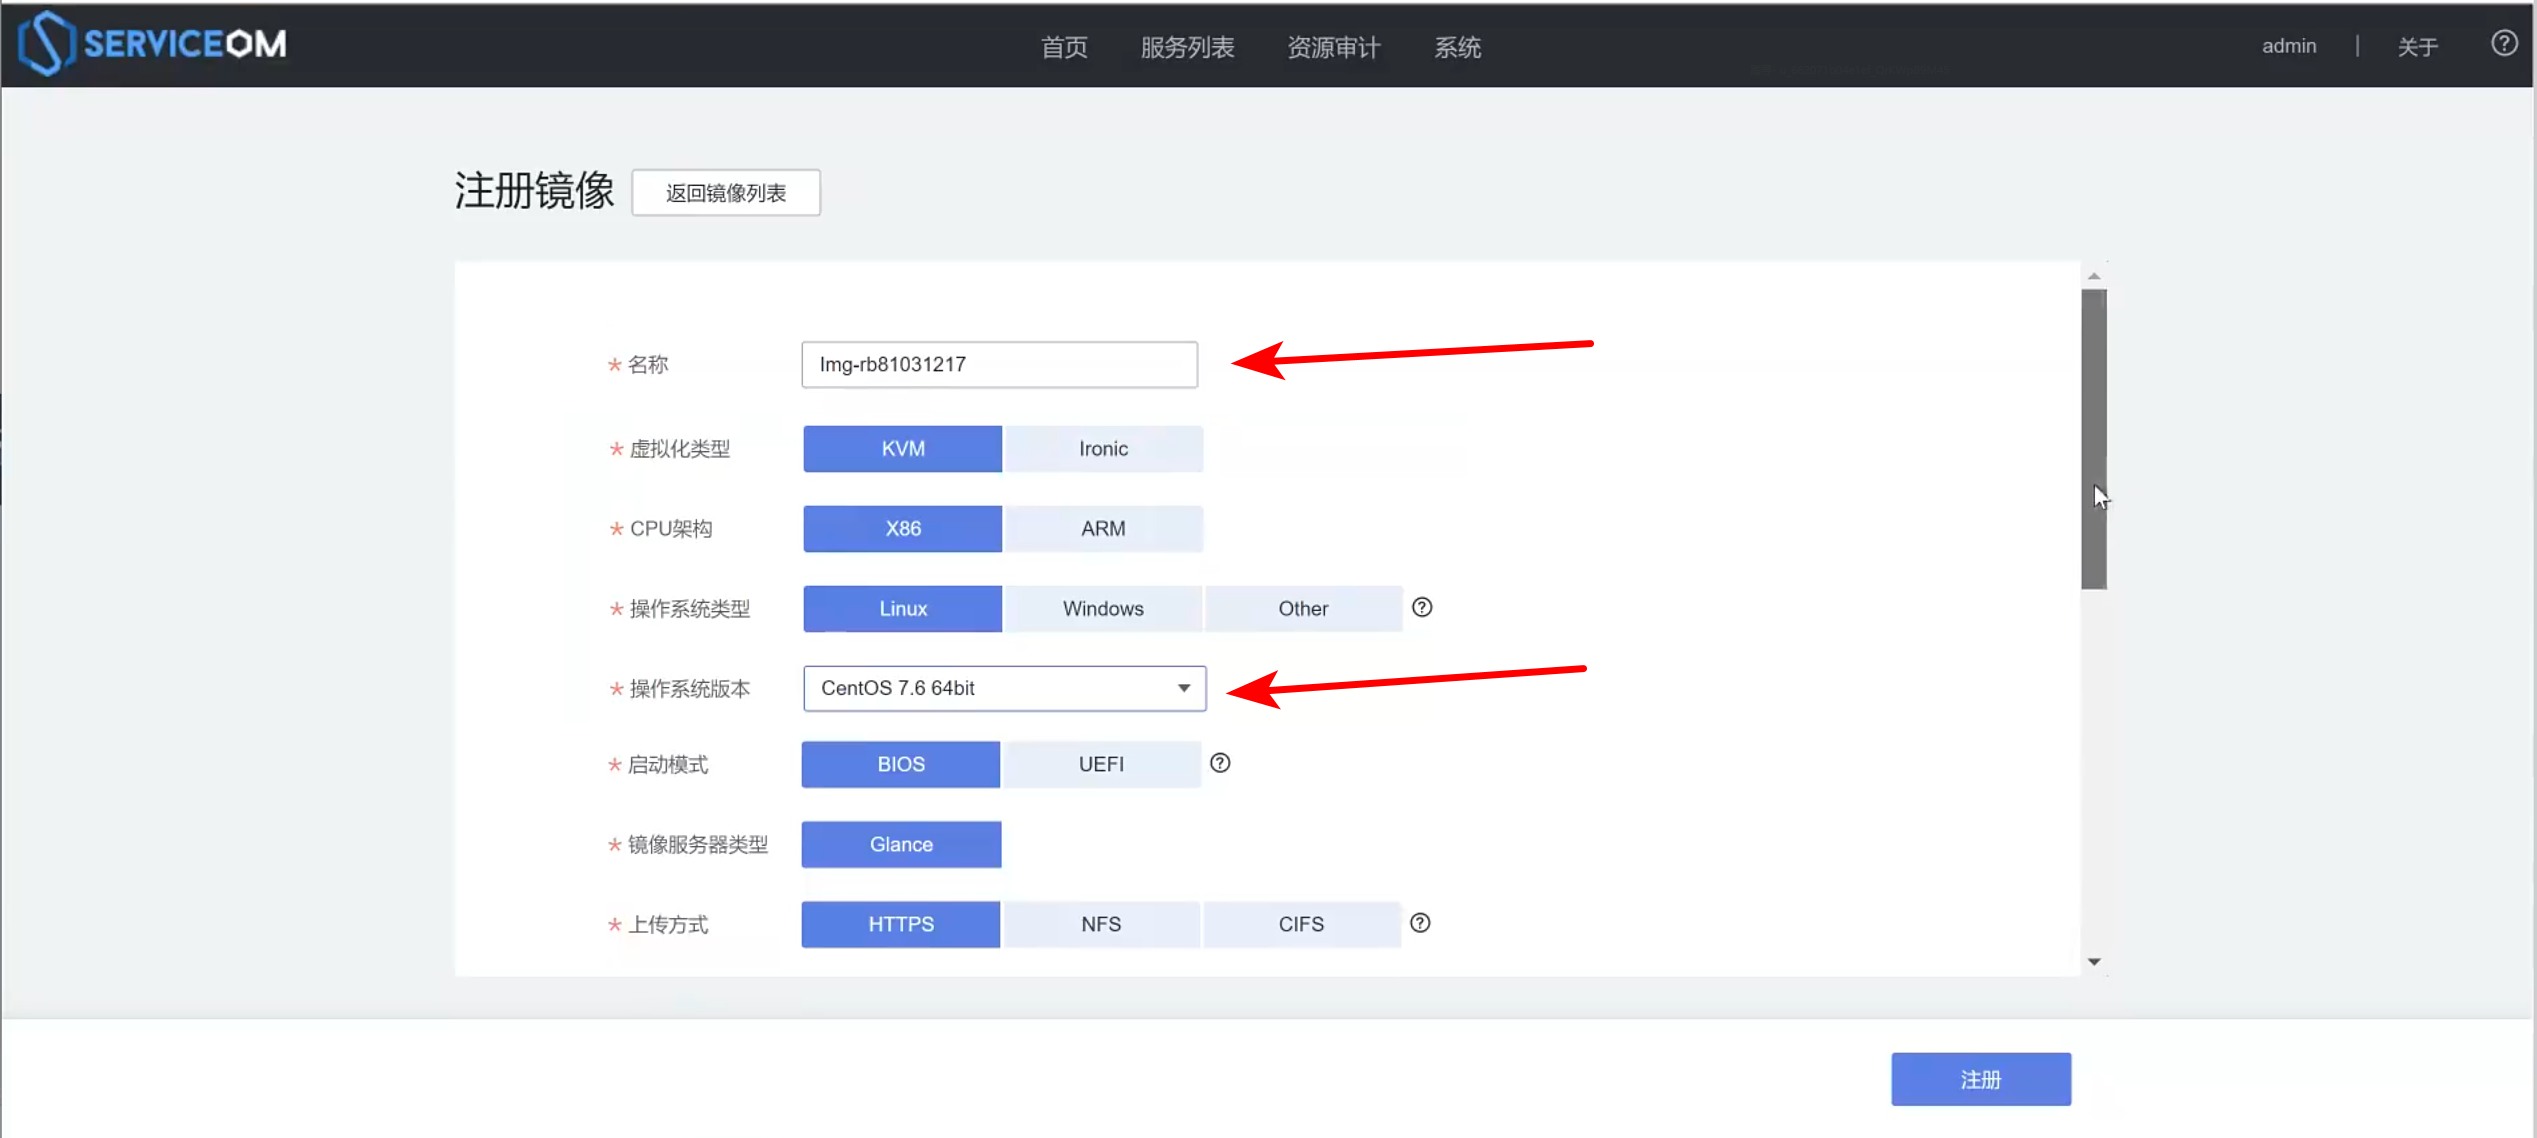 SERVICEOM
首页 服务列表 资源审计 系统 admin | 关于
注册镜像 返回镜像列表
* 名称 Img-rb81031217
* 虚拟化类型 KVM Ironic
* CPU架构 X86 ARM
* 操作系统类型 Linux Windows Other
* 操作系统版本 CentOS 7.6 64bit
* 启动模式 BIOS UEFI
* 镜像服务器类型 Glance
* 上传方式 HTTPS NFS CIFS
注册